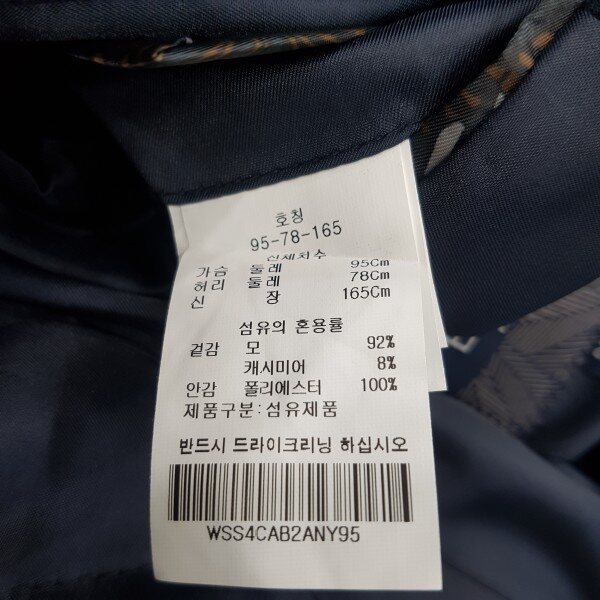 호칭
95-78-165
신체치수
가슴 둘레 95Cm
허리 둘레 78Cm
신 장 165Cm
섬유의 혼용률
겉감 모 92%
캐시미어 8%
안감 폴리에스터 100%
제품구분:섬유제품
반드시 드라이크리닝 하십시오
WSS4CAB2ANY95